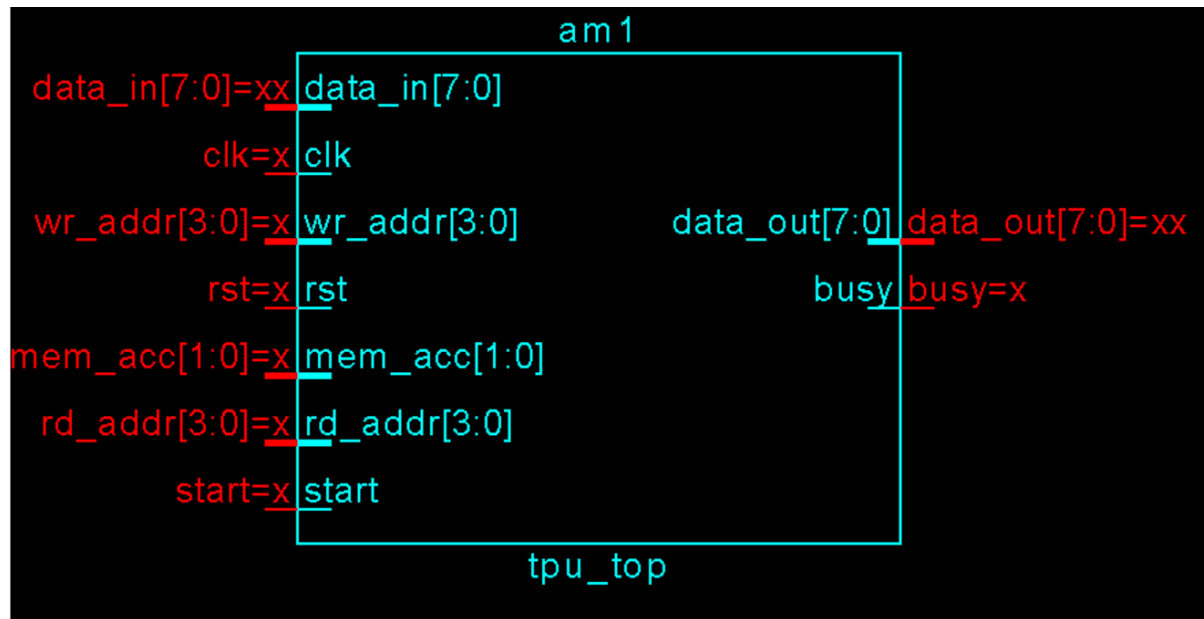 am1
data_in[7:0]=xx data_in[7:0]
clk=x clk
wr_addr[3:0]=x wr_addr[3:0] data_out[7:0] data_out[7:0]=xx
rst=x rst busy busy=x
mem_acc[1:0]=x mem_acc[1:0]
rd_addr[3:0]=x rd_addr[3:0]
start=x start
tpu_top